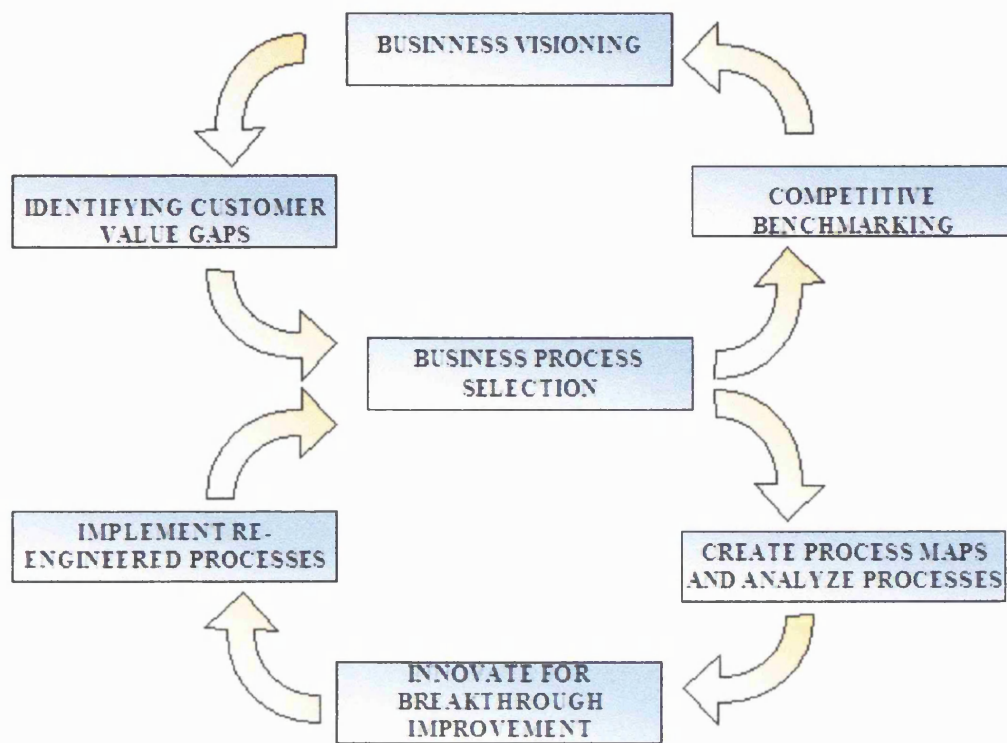 BUSINNESS VISIONING
IDENTIFYING CUSTOMER
VALUE GAPS
COMPETITIVE
BENCHMARKING
BUSINESS PROCESS
SELECTION
IMPLEMENT RE-
ENGINEERED PROCESSES
CREATE PROCESS MAPS
AND ANALYZE PROCESSES
INNOVATE FOR
BREAKTHROUGH
IMPROVEMENT